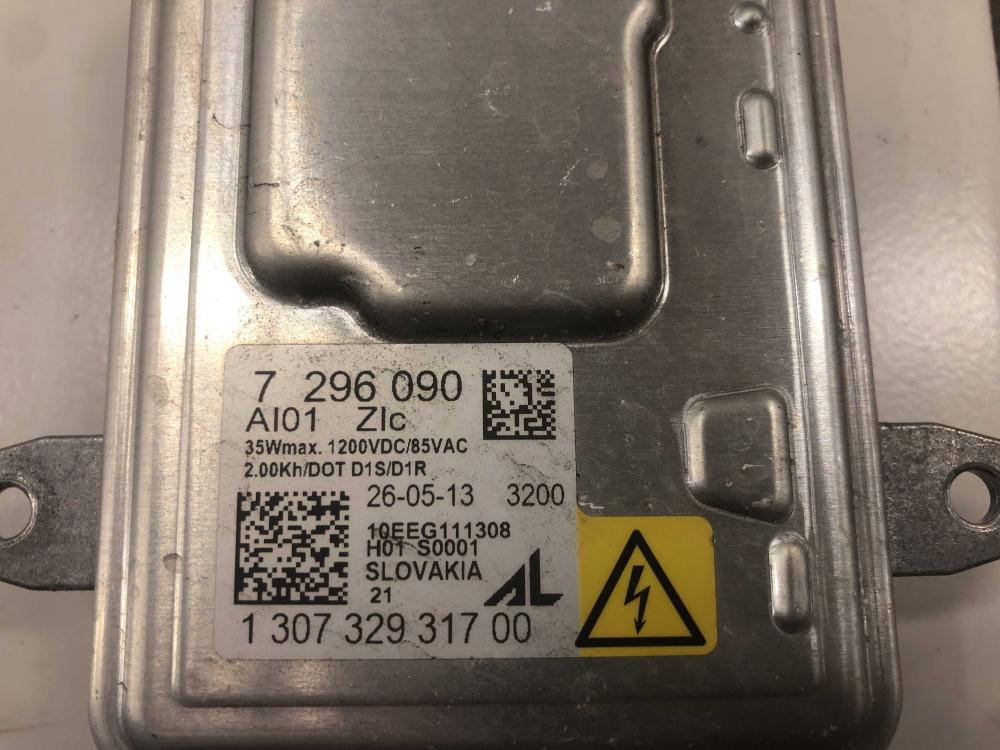 7 296 090
AI01 ZIc
35Wmax. 1200VDC/85VAC
2.00Kh/DOT D1S/D1R
26-05-13 3200
10EEG111308
H01 S0001
SLOVAKIA
21
AL
1 307 329 317 00